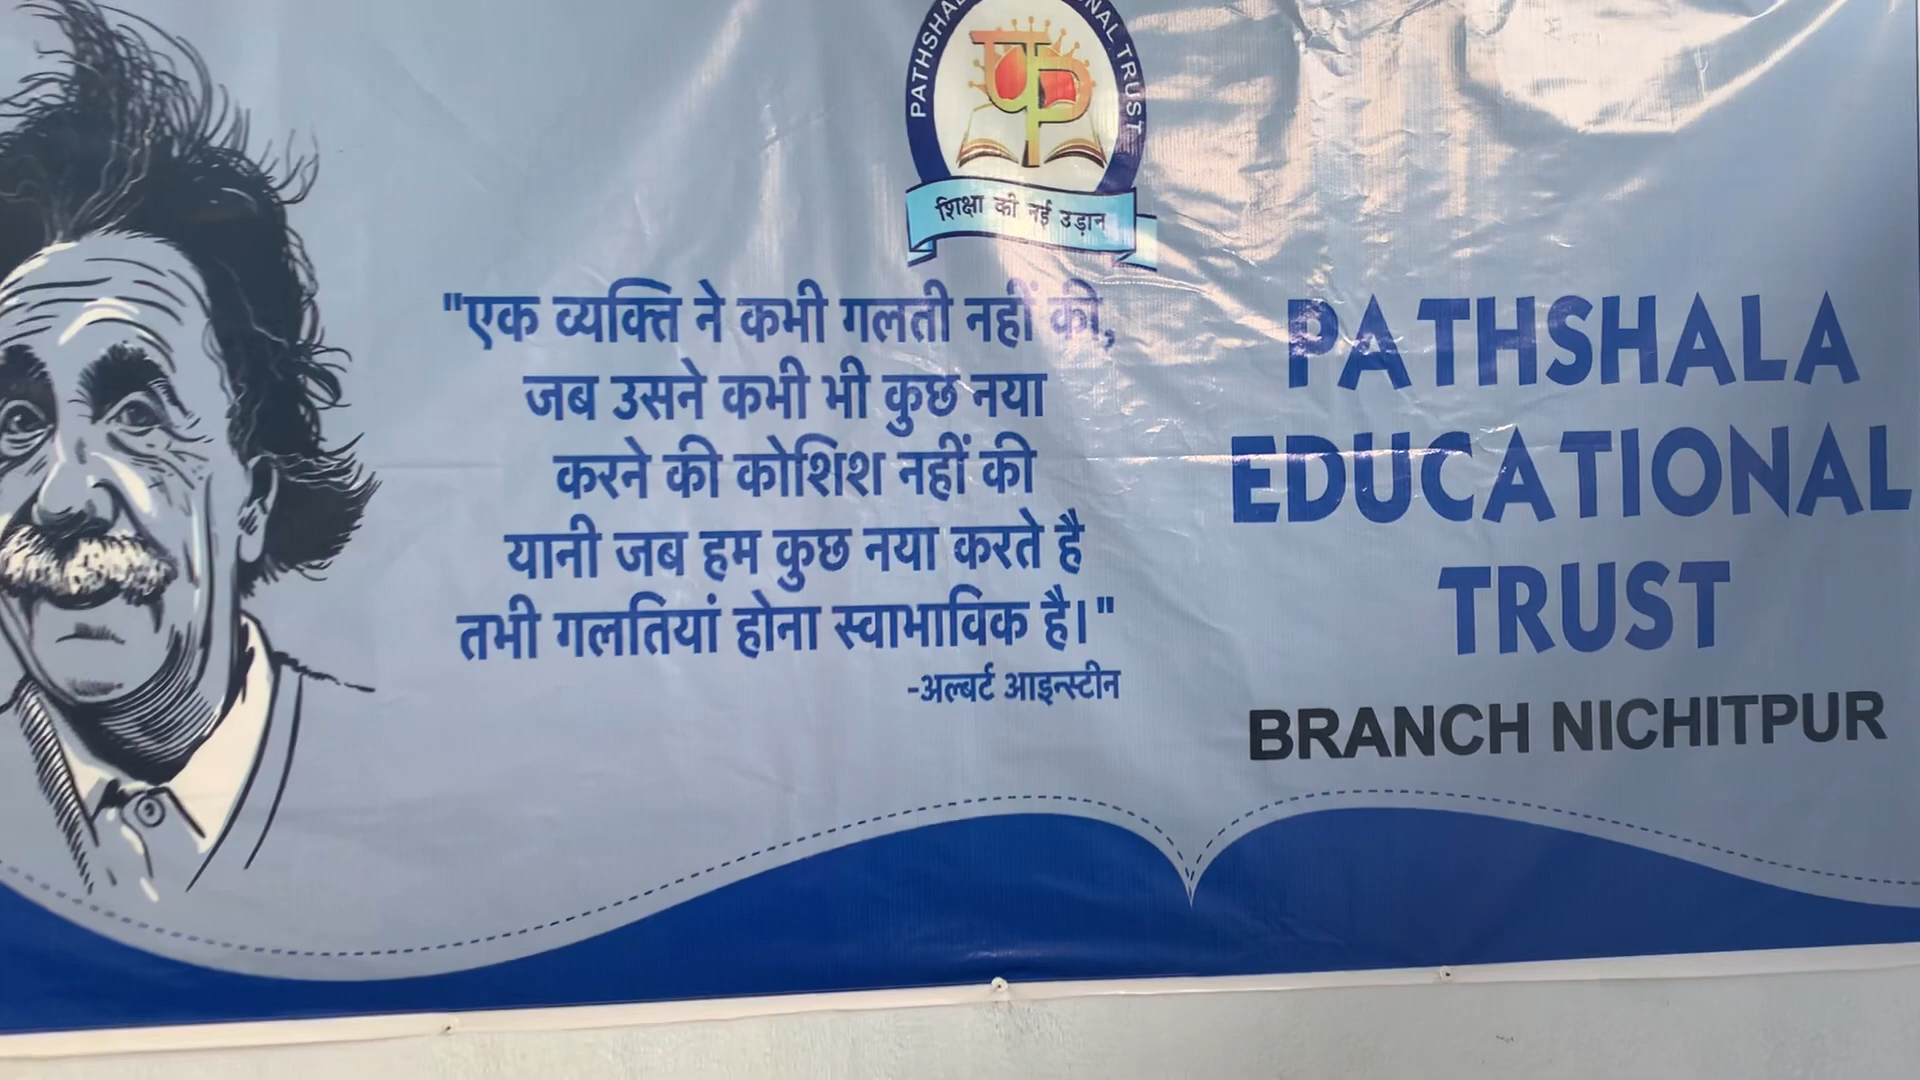 PATHSHALA EDUCATIONAL TRUST
शिक्षा की नई उड़ान
"एक व्यक्ति ने कभी गलती नहीं की,
जब उसने कभी भी कुछ नया
करने की कोशिश नहीं की
यानी जब हम कुछ नया करते है
तभी गलतियां होना स्वाभाविक है।"
-अल्बर्ट आइन्स्टीन
PATHSHALA
EDUCATIONAL
TRUST
BRANCH NICHITPUR